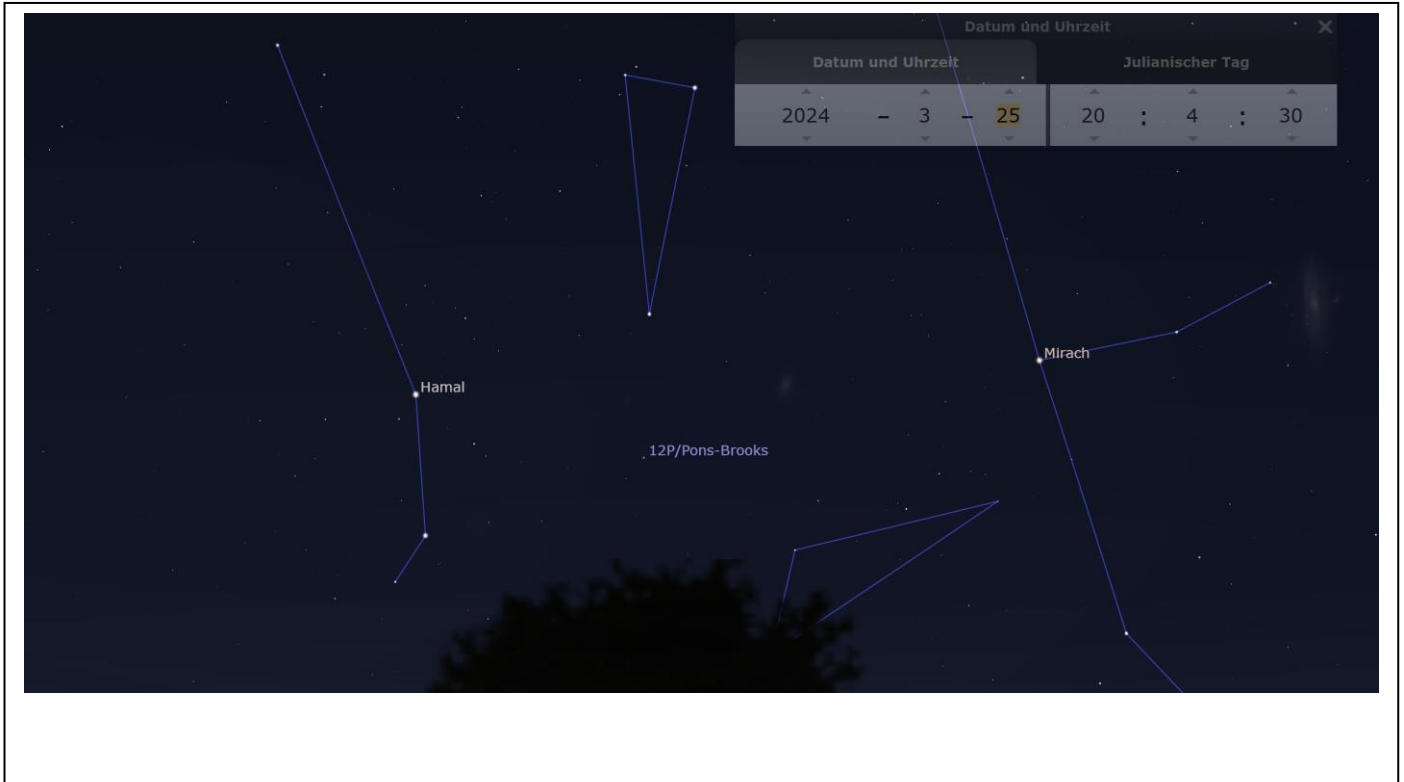 Datum und Uhrzeit ×
Datum und Uhrzeit Julianischer Tag
2024 – 3 – 25 20 : 4 : 30
Mirach
Hamal
12P/Pons-Brooks